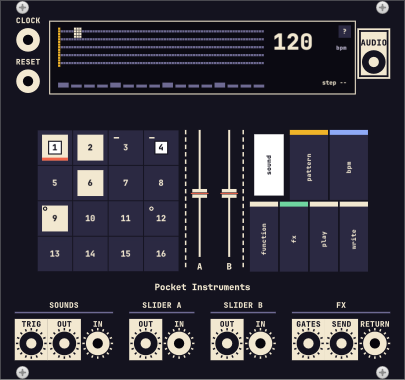 CLOCK
RESET
120
bpm
?
step --
AUDIO
1 2 3 4
5 6 7 8
9 10 11 12
13 14 15 16
A B
sound pattern bpm
function fx play write
Pocket Instruments
SOUNDS SLIDER A SLIDER B FX
TRIG OUT IN OUT IN OUT IN GATES SEND RETURN